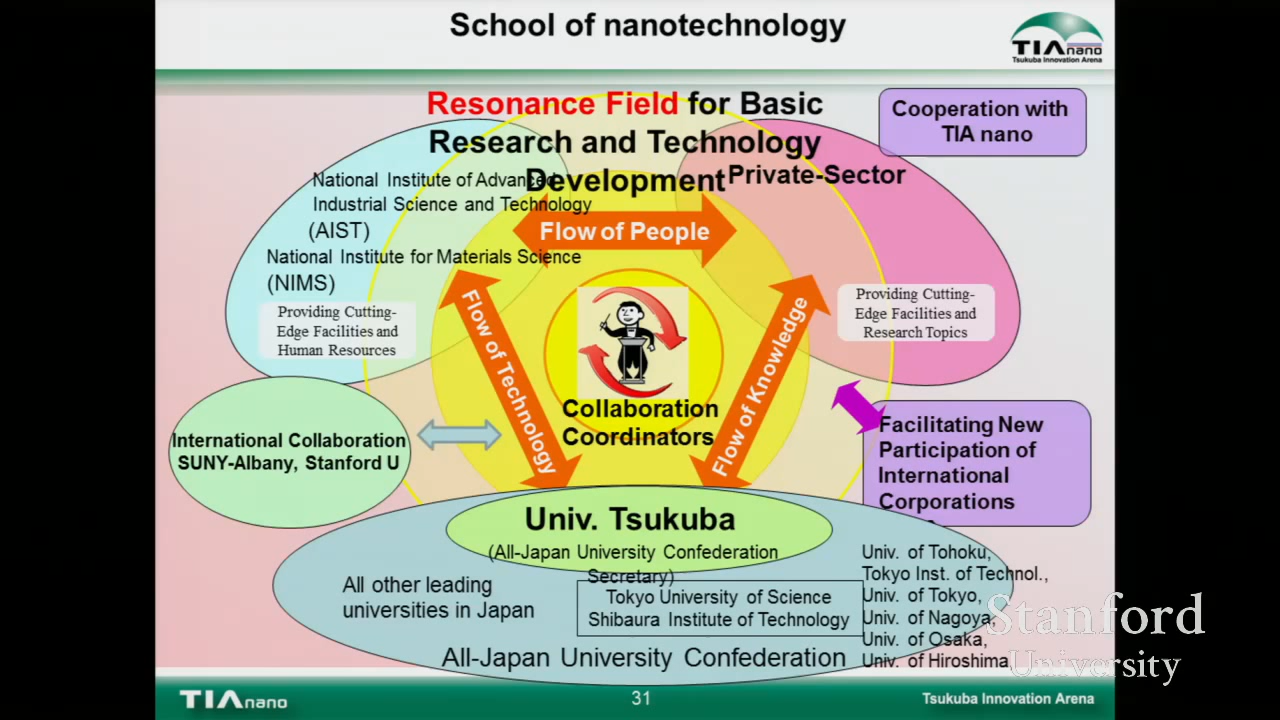 School of nanotechnology
TIA nano
Tsukuba Innovation Arena
Resonance Field for Basic
Research and Technology
Development
Cooperation with
TIA nano
National Institute of Advanced
Industrial Science and Technology
(AIST)
National Institute for Materials Science
(NIMS)
Providing Cutting-
Edge Facilities and
Human Resources
Private-Sector
Providing Cutting-
Edge Facilities and
Research Topics
Flow of People
Flow of Technology
Flow of Knowledge
Collaboration
Coordinators
International Collaboration
SUNY-Albany, Stanford U
Facilitating New
Participation of
International
Corporations
Univ. Tsukuba
(All-Japan University Confederation
Secretary)
All other leading
universities in Japan
Tokyo University of Science
Shibaura Institute of Technology
Univ. of Tohoku,
Tokyo Inst. of Technol.,
Univ. of Tokyo,
Univ. of Nagoya,
Univ. of Osaka,
Univ. of Hiroshima
All-Japan University Confederation
Stanford
University
TIA nano
31
Tsukuba Innovation Arena